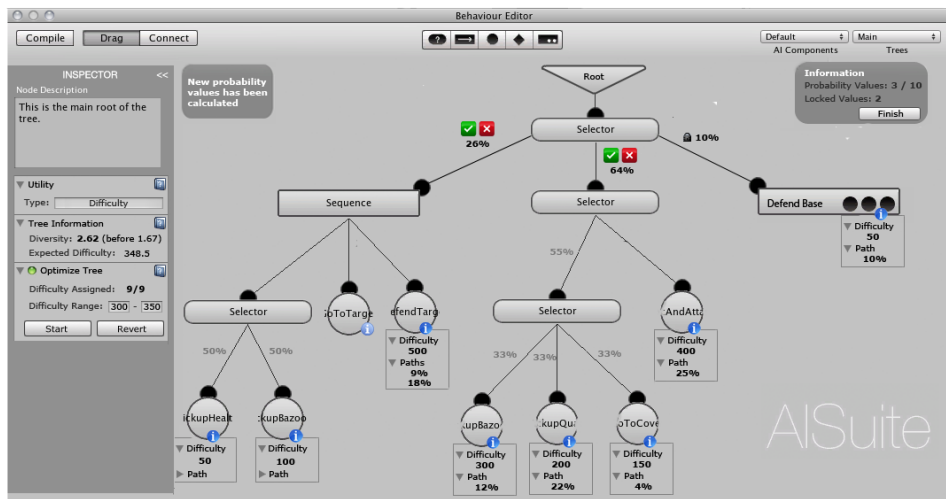 Behaviour Editor
Compile
Drag
Connect
?
Default
Main
AI Components
Trees
INSPECTOR
<<
Node Description
This is the main root of the
tree.
Utility
Type:
Difficulty
Tree Information
Diversity: 2.62 (before 1.67)
Expected Difficulty: 348.5
Optimize Tree
Difficulty Assigned: 9/9
Difficulty Range: 300 - 350
Start
Revert
New probability
values has been
calculated
Root
Information
Probability Values: 3 / 10
Locked Values: 2
Finish
Selector
26%
64%
10%
Sequence
Selector
Defend Base
Difficulty
50
Path
10%
55%
Selector
oToTarge
efendTarg
Difficulty
500
Paths
9%
18%
Selector
AndAtta
Difficulty
400
Path
25%
50%
50%
33%
33%
33%
ickupHealt
Difficulty
50
Path
ckupBazoo
Difficulty
100
Path
kupBazo
Difficulty
300
Path
12%
ckupQua
Difficulty
200
Path
22%
oToCove
Difficulty
150
Path
4%
AISuite